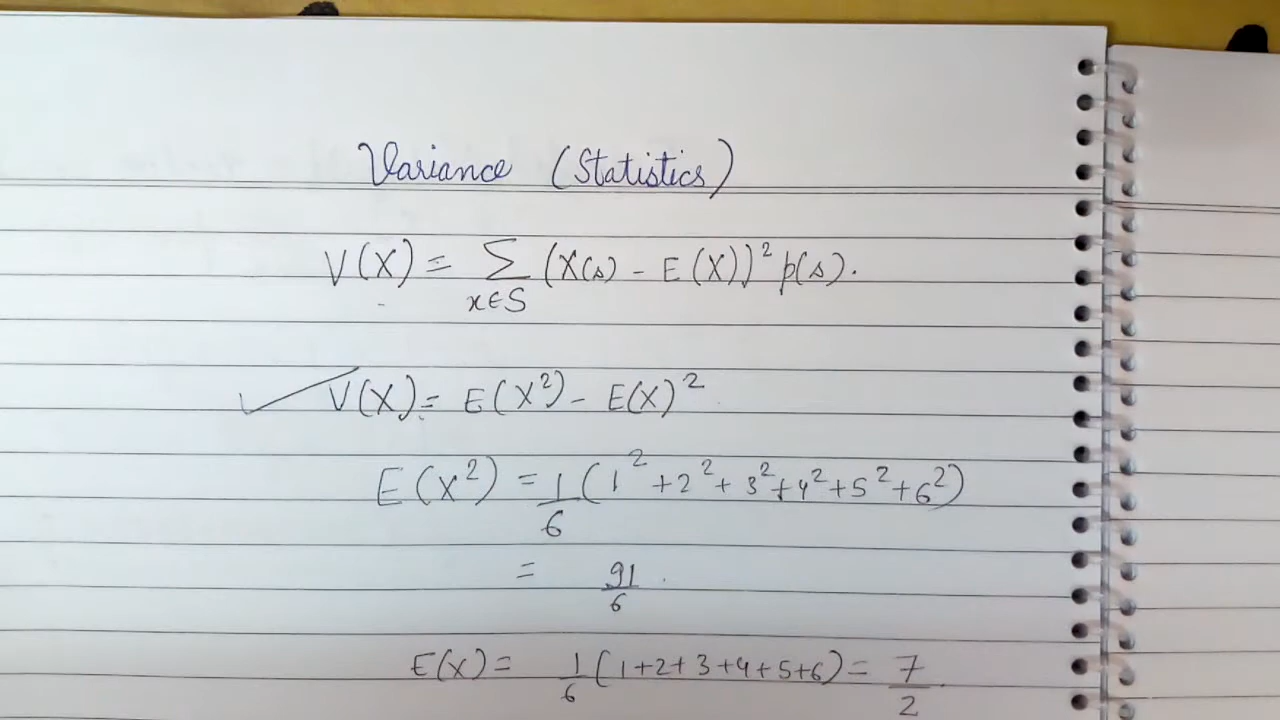 Variance (Statistics)
V(X) = ∑ (X(s) - E(X))² p(s).
x∈S
V(X) = E(X²) - E(X)²
E(X²) = 1/6 (1² + 2² + 3² + 4² + 5² + 6²)
= 91/6.
E(X) = 1/6 (1+2+3+4+5+6) = 7/2.